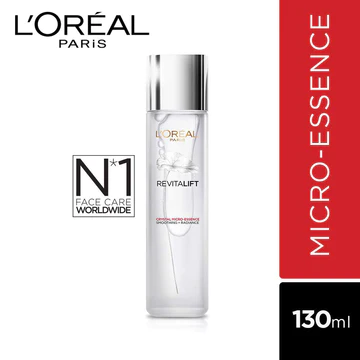 L'ORÉAL
PARiS
N*1
FACE CARE
WORLDWIDE
L'ORÉAL
PARIS
REVITALIFT
CRYSTAL MICRO-ESSENCE
SMOOTHING + RADIANCE
MICRO-ESSENCE
130ml